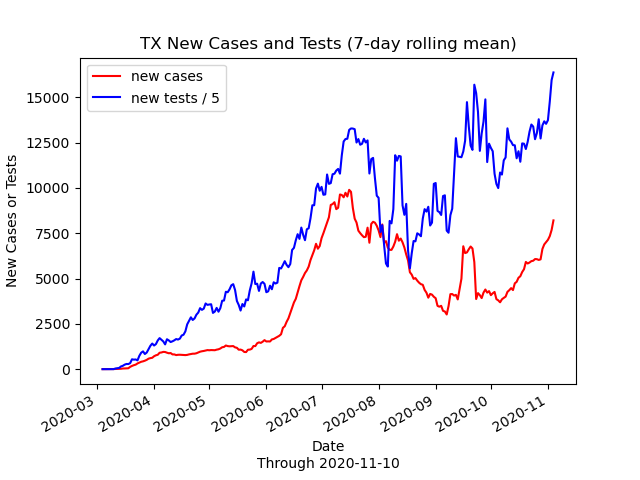 TX New Cases and Tests (7-day rolling mean)
new cases
new tests / 5
New Cases or Tests
15000
12500
10000
7500
5000
2500
0
2020-03
2020-04
2020-05
2020-06
2020-07
2020-08
2020-09
2020-10
2020-11
Date
Through 2020-11-10